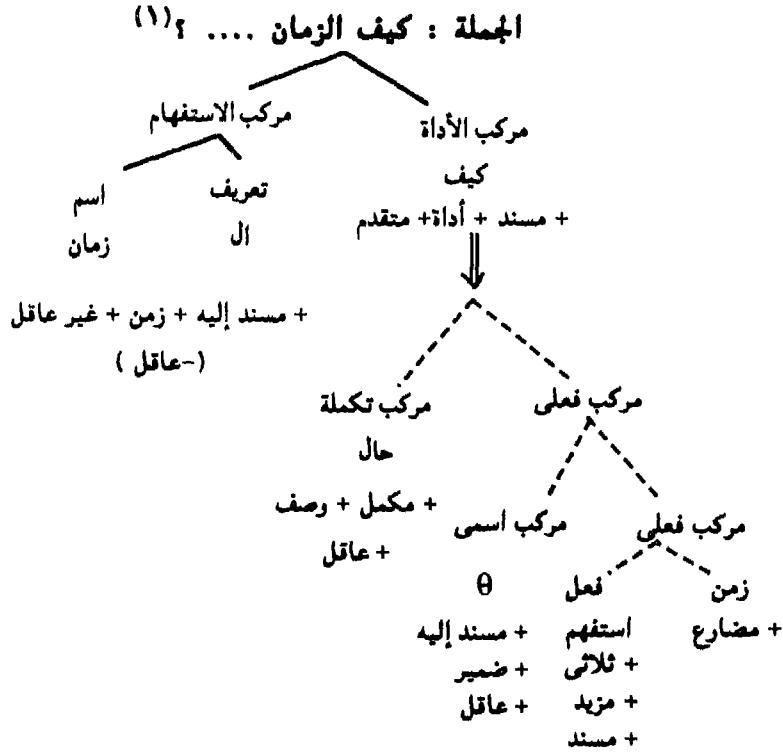 الجملة : كيف الزمان .... ؟(١)
مركب الأداة مركب الاستفهام
كيف تعريف اسم
+ مسند + أداة+ متقدم ال زمان
+ مسند إليه + زمن + غير عاقل
(-عاقل )
مركب فعلى مركب تكملة
حال
+ مكمل + وصف
+ عاقل
مركب فعلى مركب اسمى
زمن فعل θ
+ مضارع استفهم + مسند إليه
+ ثلاثى + ضمير
+ مزيد + عاقل
+ مسند